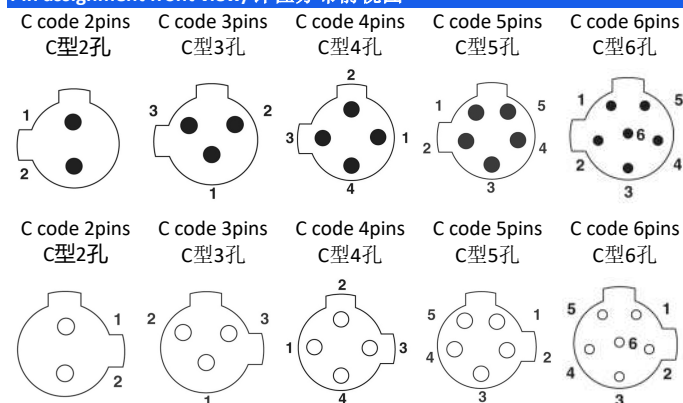 C code 2pins C code 3pins C code 4pins C code 5pins C code 6pins
C型2孔 C型3孔 C型4孔 C型5孔 C型6孔
1 3 2 2 1 5 1 5
3 1 6
2 2 4 2 4
1 4 3 3
C code 2pins C code 3pins C code 4pins C code 5pins C code 6pins
C型2孔 C型3孔 C型4孔 C型5孔 C型6孔
1 2 3 2 5 1 5 1
1 3 6
2 4 2 4 2
1 4 3 3